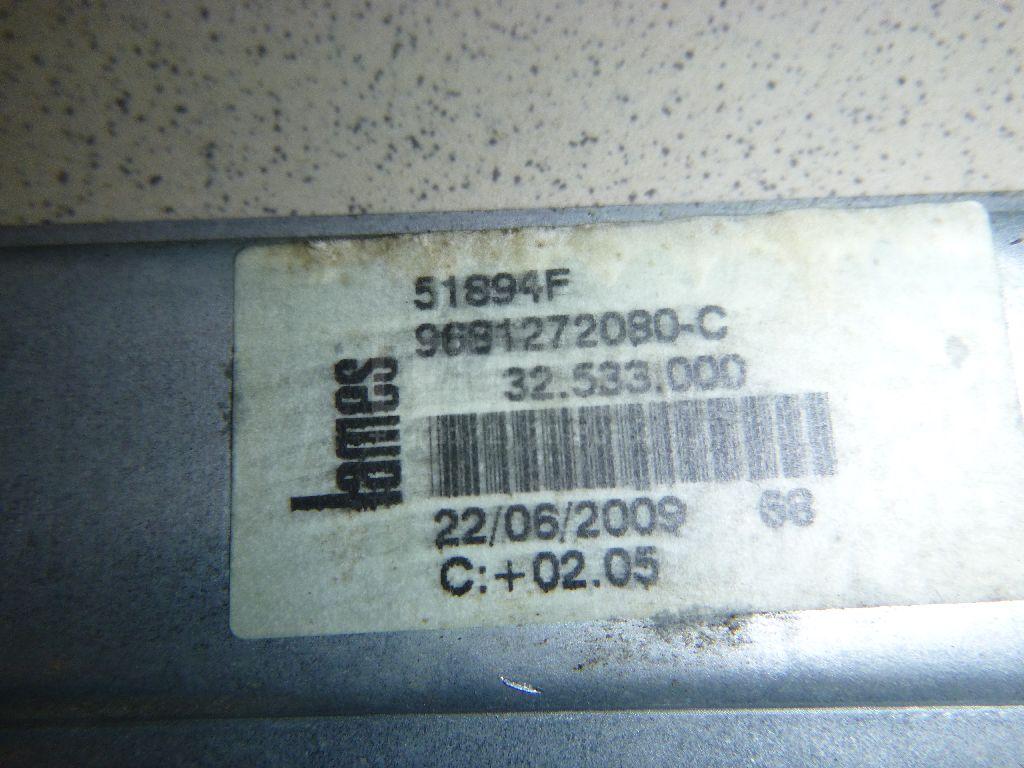 51894F
9681272080-C
32.533.000
lames
22/06/2009 68
C:+02.05